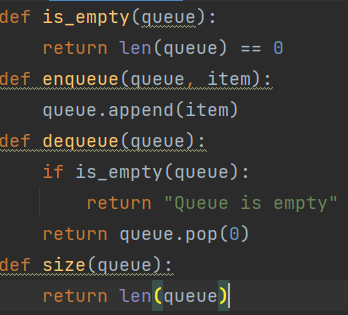 def is_empty(queue):
    return len(queue) == 0
def enqueue(queue, item):
    queue.append(item)
def dequeue(queue):
    if is_empty(queue):
        return "Queue is empty"
    return queue.pop(0)
def size(queue):
    return len(queue)